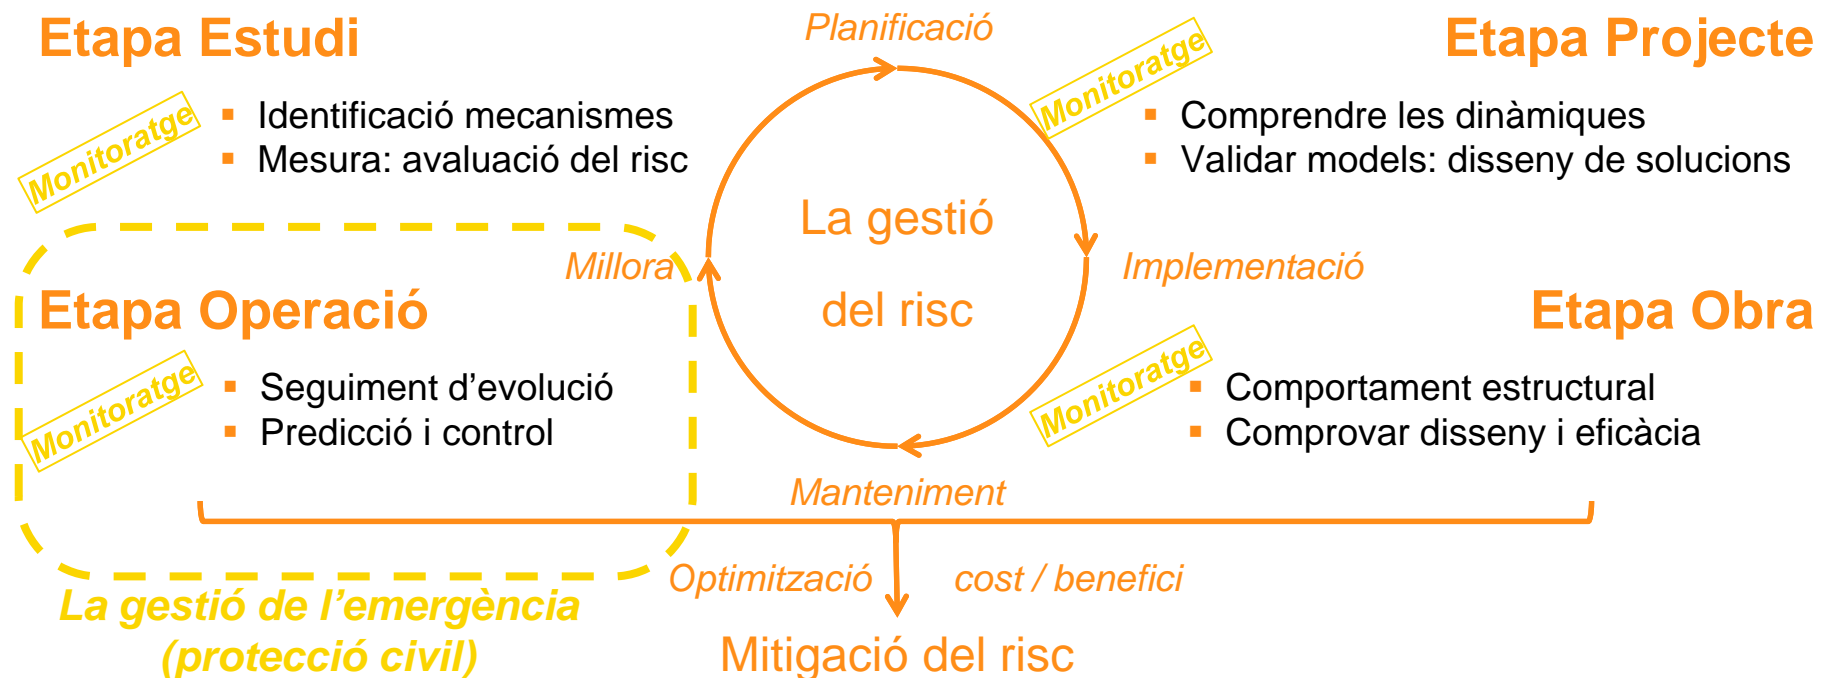 Etapa Estudi
Monitoratge
Identificació mecanismes
Mesura: avaluació del risc
Planificació
Etapa Projecte
Monitoratge
Comprendre les dinàmiques
Validar models: disseny de solucions
La gestió
del risc
Millora
Implementació
Etapa Operació
Monitoratge
Seguiment d’evolució
Predicció i control
Etapa Obra
Monitoratge
Comportament estructural
Comprovar disseny i eficàcia
Manteniment
Optimització cost / benefici
La gestió de l’emergència
(protecció civil)
Mitigació del risc